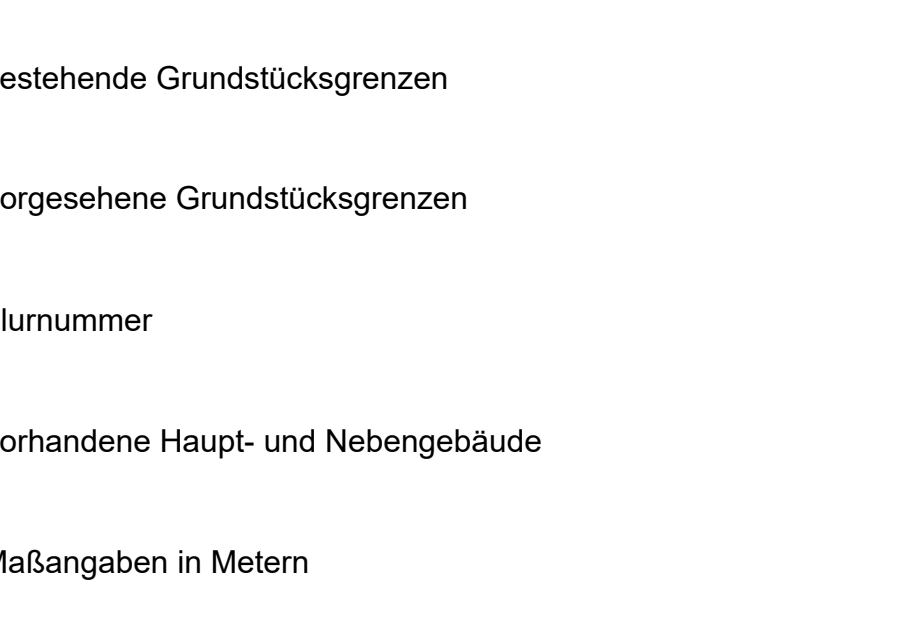 estehende Grundstücksgrenzen
orgesehene Grundstücksgrenzen
lurnummer
orhandene Haupt- und Nebengebäude
Maßangaben in Metern